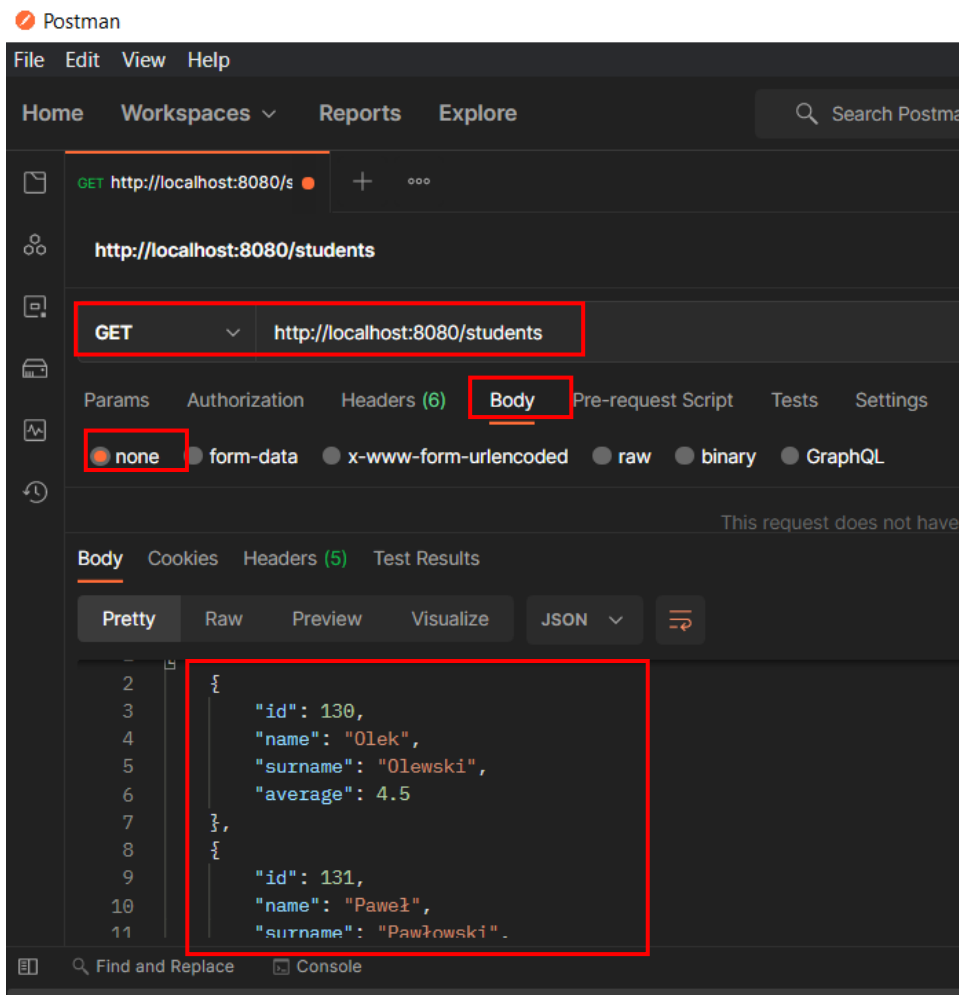 Postman
File Edit View Help
Home Workspaces Reports Explore Search Postma
GET http://localhost:8080/s
http://localhost:8080/students
GET http://localhost:8080/students
Params Authorization Headers (6) Body Pre-request Script Tests Settings
none form-data x-www-form-urlencoded raw binary GraphQL
This request does not have
Body Cookies Headers (5) Test Results
Pretty Raw Preview Visualize JSON
2 {
3 "id": 130,
4 "name": "Olek",
5 "surname": "Olewski",
6 "average": 4.5
7 },
8 {
9 "id": 131,
10 "name": "Paweł",
11 "surname": "Pawłowski",
Find and Replace Console